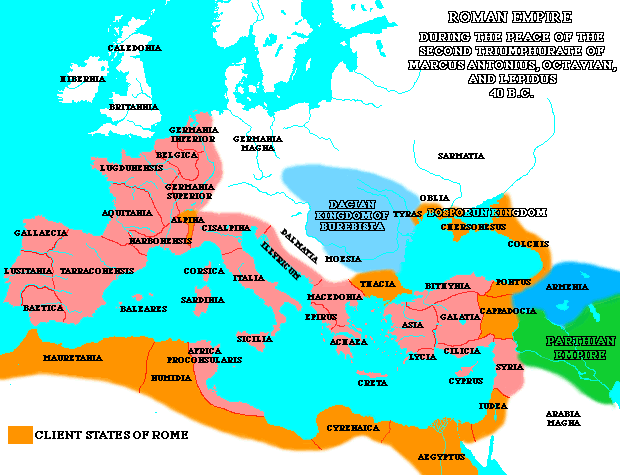 ROMAN EMPIRE
DURING THE PEACE OF THE
SECOND TRIUMPHURATE OF
MARCUS ANTONIUS, OCTAVIAN,
AND LEPIDUS
40 B.C.
CALEDONIA
HIBERNIA
BRITANNIA
GERMANIA
INFERIOR
GERMANIA
MAGNA
BELGICA
SARMATIA
LUGDUNENSIS
GERMANIA
SUPERIOR
OBLIA
DACIAN
KINGDOM OF
BUREBISTA
TYRAS
BOSPORUN KINGDOM
AQUITANIA
ALPINA
CISALPINA
CHERSONESUS
GALLAECIA
NARBONENSIS
DALMATIA
ILLYRICUM
COLCHIS
MOESIA
LUSITANIA
TARRACONENSIS
CORSICA
ITALIA
THACIA
BITHYNIA
PONTUS
ARMENIA
BAETICA
BALEARES
SARDINIA
MACEDONIA
EPIRUS
ASIA
GALATIA
CAPPADOCIA
SICILIA
ACHAEA
PARTHIAN
EMPIRE
MAURETANIA
AFRICA
PROCONSULARIS
LYCIA
CILICIA
SYRIA
NUMIDIA
CRETA
CYPRUS
IUDEA
ARABIA
MAGNA
CLIENT STATES OF ROME
CYRENAICA
AEGYPTUS